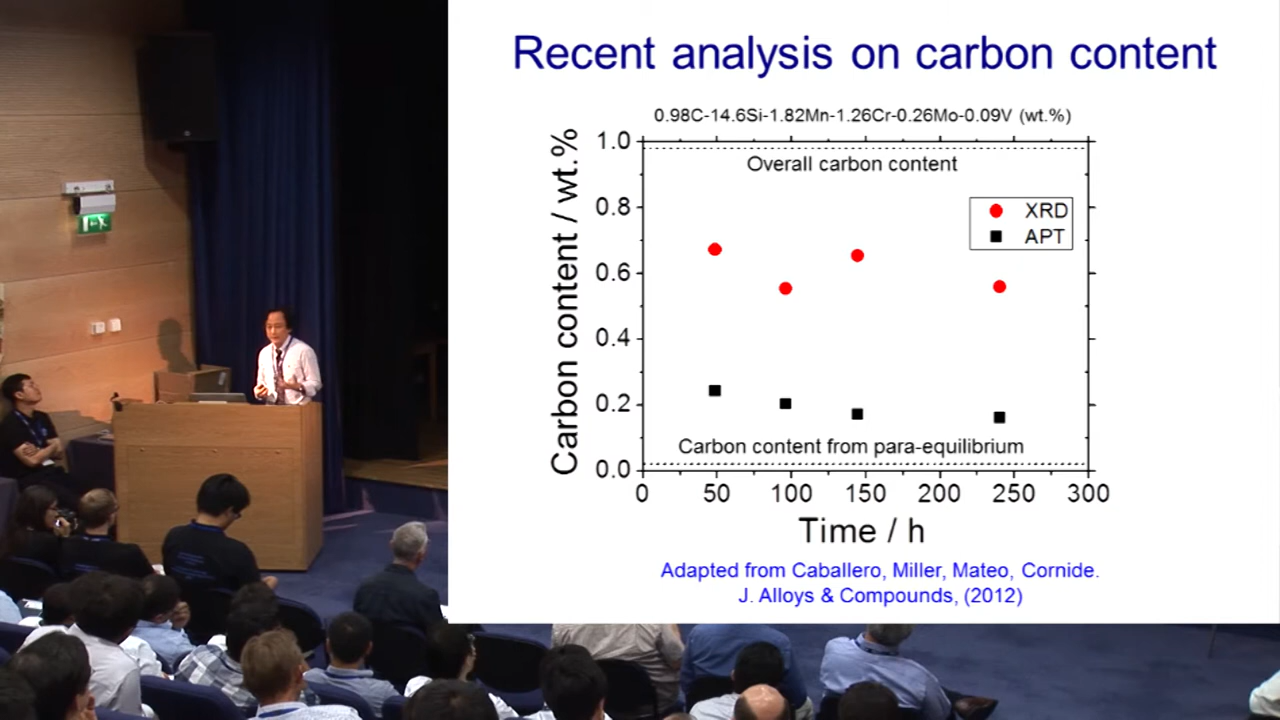 Recent analysis on carbon content
0.98C-14.6Si-1.82Mn-1.26Cr-0.26Mo-0.09V (wt.%)
Carbon content / wt.%
1.0
0.8
0.6
0.4
0.2
0.0
Overall carbon content
XRD
APT
Carbon content from para-equilibrium
0
50
100
150
200
250
300
Time / h
Adapted from Caballero, Miller, Mateo, Cornide.
J. Alloys & Compounds, (2012)